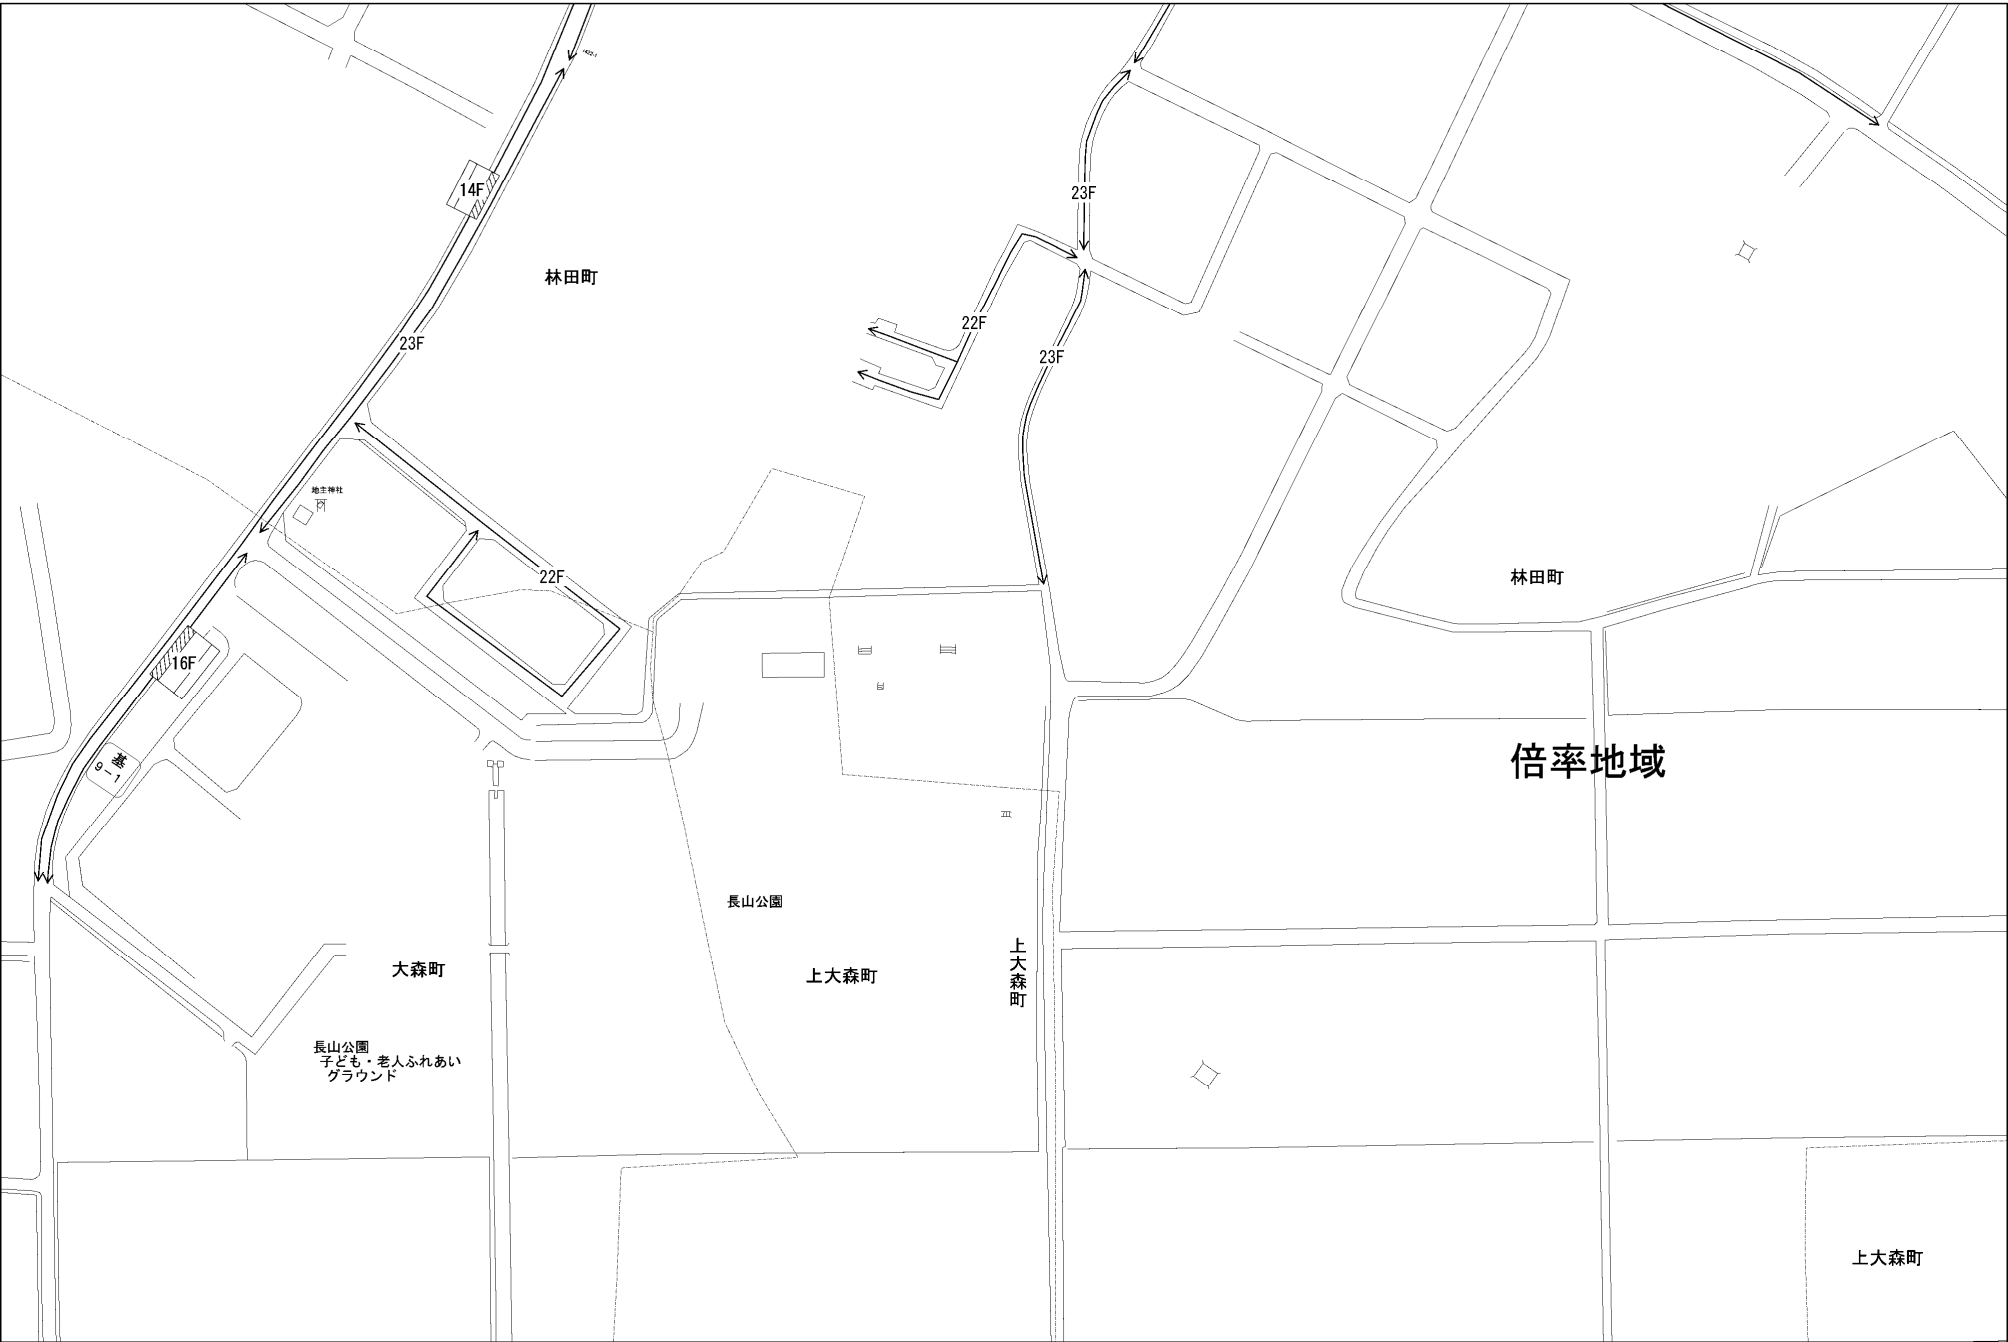 14F
23F
林田町
23F
22F
23F
地主神社
22F
林田町
16F
基
9-1
倍率地域
長山公園
大森町
上大森町
上大森町
長山公園
子ども・老人ふれあい
グラウンド
上大森町